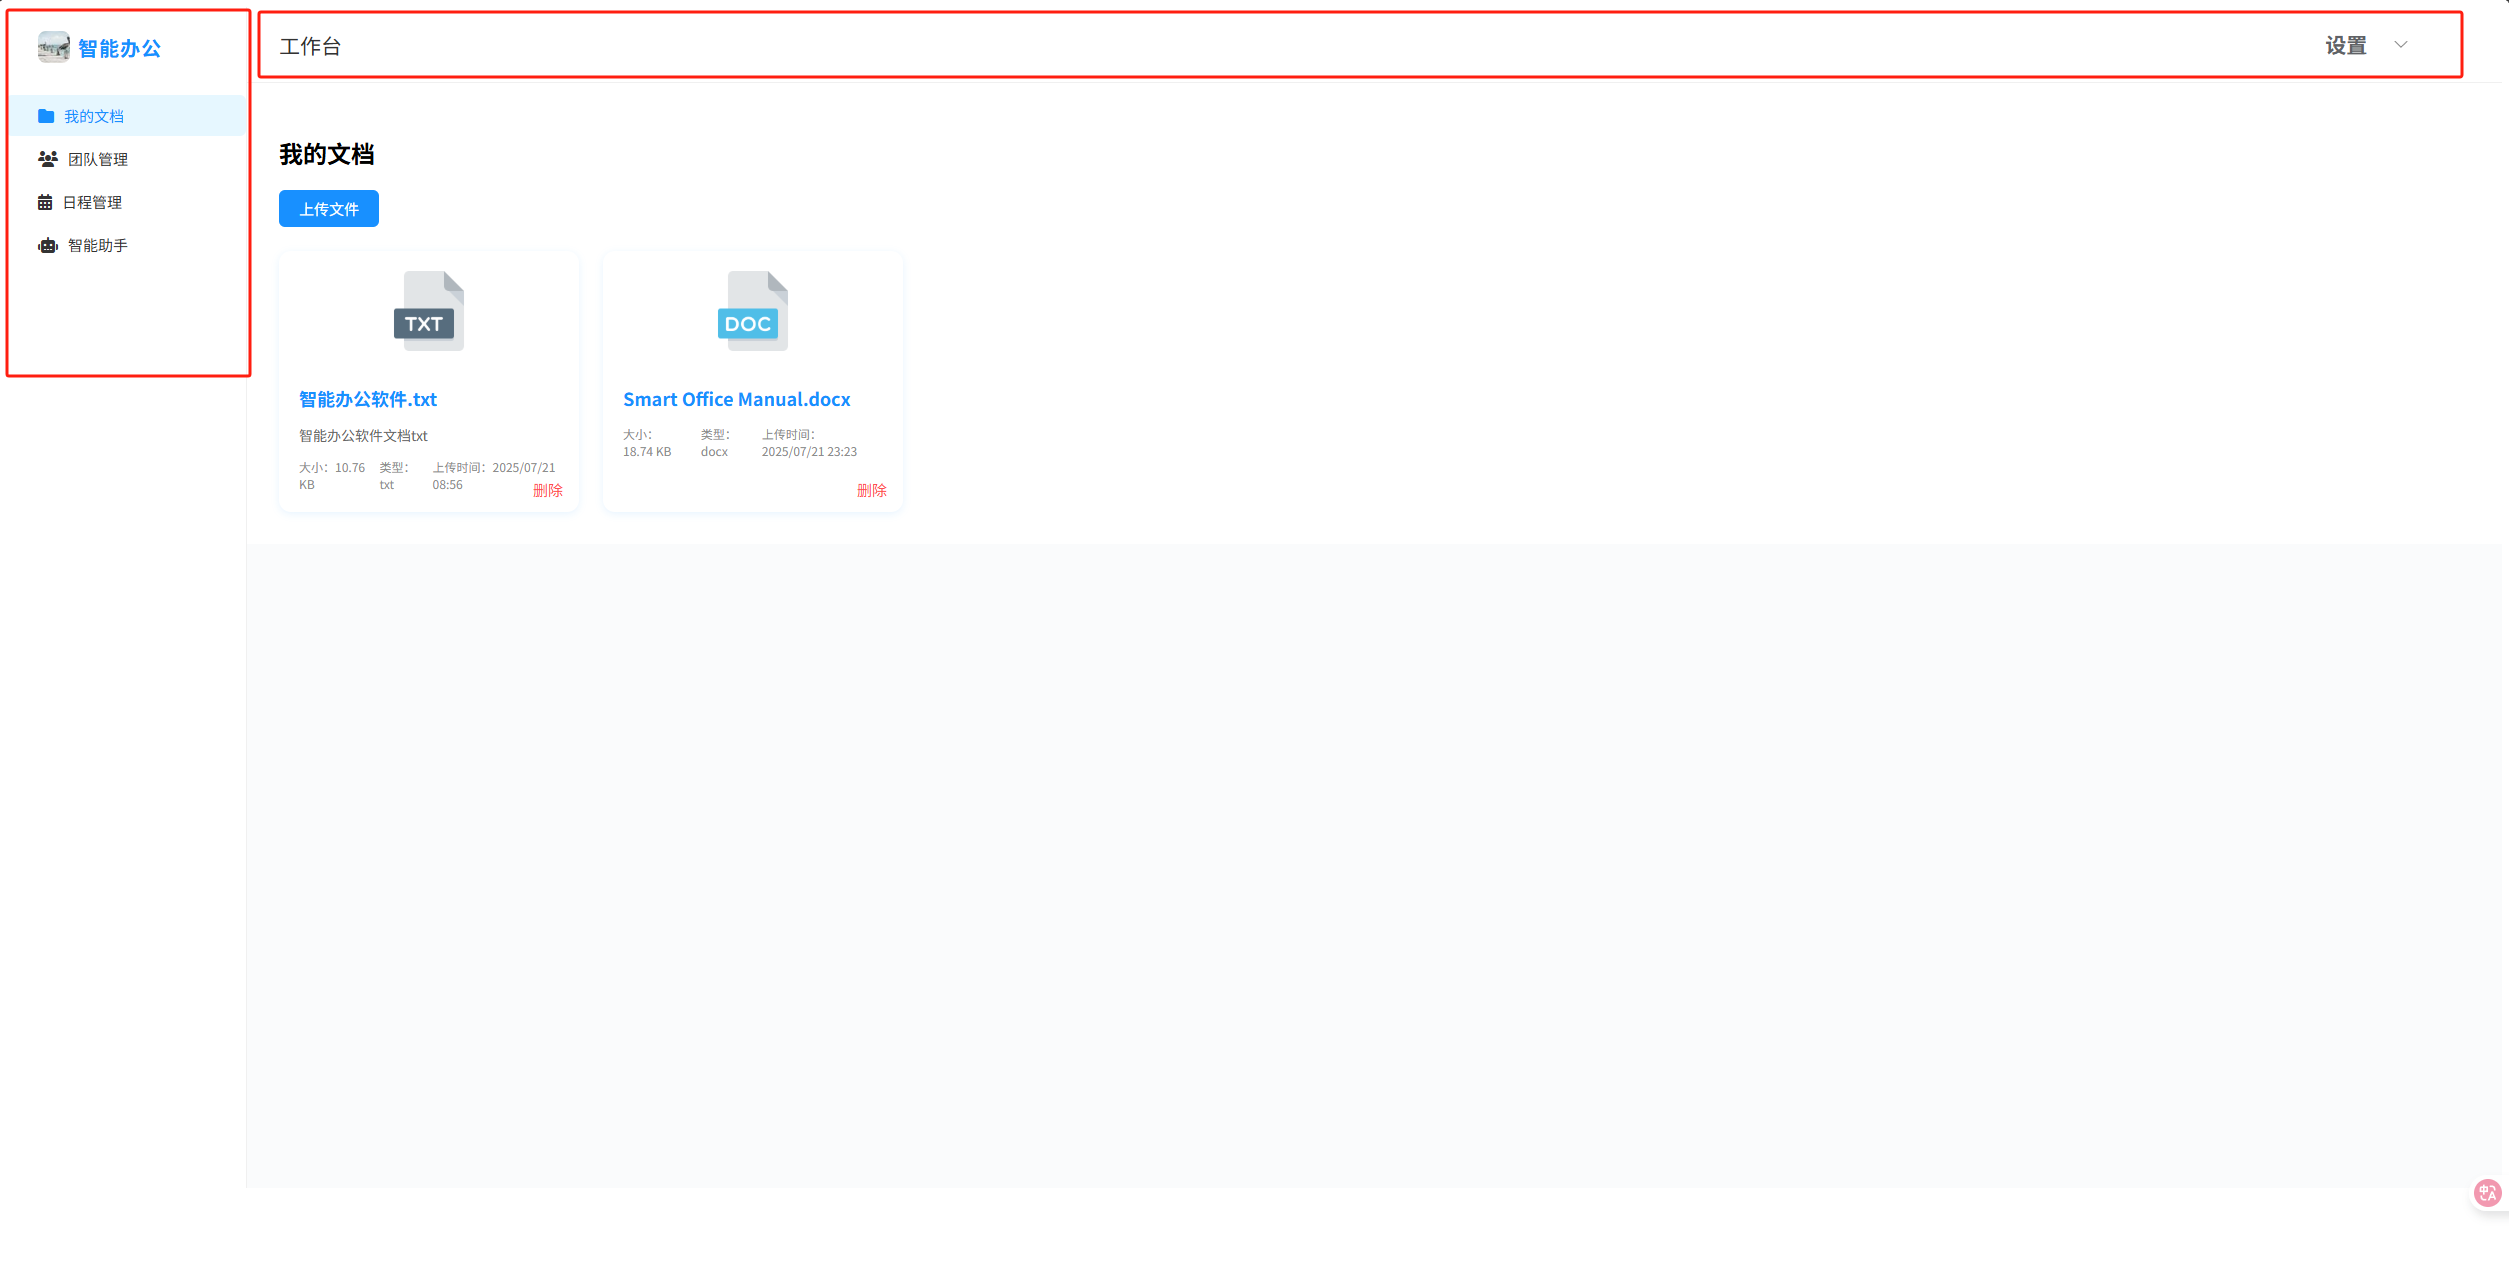 智能办公
工作台
设置
我的文档
团队管理
日程管理
智能助手
我的文档
上传文件
TXT
智能办公软件.txt
智能办公软件文档txt
大小：10.76 KB
类型：txt
上传时间：2025/07/21 08:56
删除
DOC
Smart Office Manual.docx
大小：18.74 KB
类型：docx
上传时间：2025/07/21 23:23
删除
中A